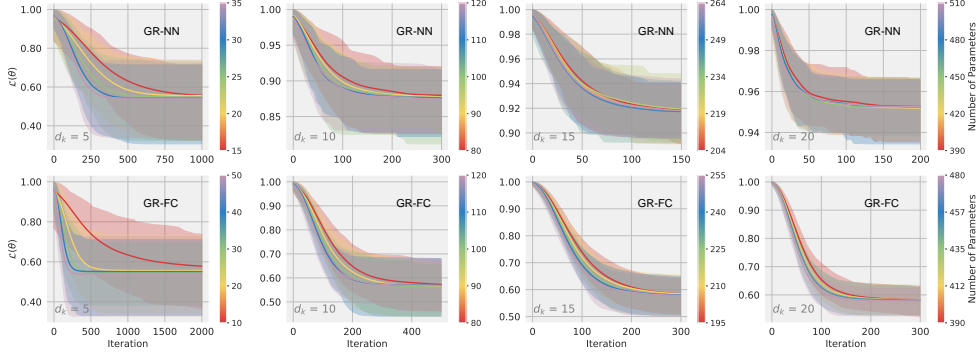 1.00
0.80
0.60
0.40
ℒ(θ)
GR-NN
d_k = 5
0 250 500 750 1000
Iteration
35
30
25
20
15
1.00
0.95
0.90
0.85
GR-NN
d_k = 10
0 100 200 300
Iteration
120
110
100
90
80
1.00
0.98
0.95
0.92
0.90
GR-NN
d_k = 15
0 50 100 150
Iteration
264
252
240
228
216
204
1.00
0.98
0.96
0.94
GR-NN
d_k = 20
0 50 100 150 200
Iteration
510
480
450
420
390
Number of Parameters
1.00
0.80
0.60
0.40
ℒ(θ)
GR-FC
d_k = 5
0 500 1000 1500 2000
Iteration
50
40
30
20
10
1.00
0.90
0.80
0.70
0.60
0.50
GR-FC
d_k = 10
0 200 400
Iteration
120
110
100
90
80
1.00
0.90
0.80
0.70
0.60
0.50
GR-FC
d_k = 15
0 100 200 300
Iteration
255
240
225
210
195
1.00
0.90
0.80
0.70
0.60
GR-FC
d_k = 20
0 100 200 300
Iteration
480
457
435
412
390
Number of Parameters